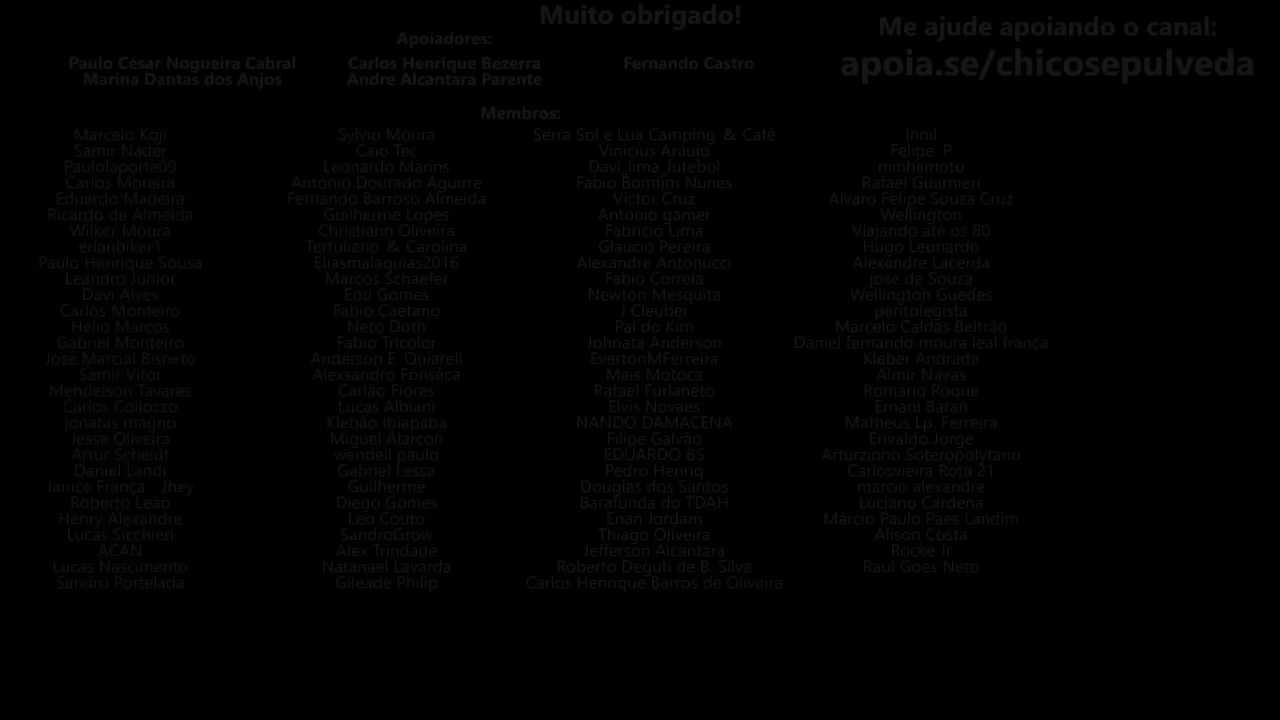 Muito obrigado!
Me ajude apoiando o canal:
apoia.se/chicosepulveda
Apoiadores:
Paulo César Nogueira Cabral
Marina Dantas dos Anjos
Carlos Henrique Bezerra
Andre Alcantara Parente
Fernando Castro
Membros:
Marcelo Koji
Samir Nader
Paulolaporta09
Carlos Moreira
Eduardo Madeira
Ricardo de Almeida
Wilker Moura
erlanbiker1
Paulo Henrique Sousa
Leandro Junior
Davi Alves
Carlos Monteiro
Hélio Marcos
Gabriel Monteiro
José Marcial Bisneto
Samir Vitor
Mendelson Tavares
Carlos Collozzo
jonatas magno
Jesse Oliveira
Artur Scheidt
Daniel Landi
Janice França _Jhey
Roberto Leão
Henry Alexandre
Lucas Sicchieri
ACAN
Lucas Nascimento
Sandro Portelada
Sylvio Moura
Caio Tec
Leonardo Marins
Antonio Dourado Aguirre
Fernando Barroso Almeida
Guilherme Lopes
Christiann Oliveira
Tertuliano & Carolina
Eliasmalaquias2016
Marcos Schaefer
Edu Gomes
Fabio Caetano
Neto Doth
Fabio Tricolor
Anderson E. Quiarell
Alexsandro Fonsêca
Carlão Flores
Lucas Albiani
Klebão Ibiapaba
Miguel Alarcon
wendell paulo
Gabriel Lessa
Guilherme
Diego Gomes
Léo Couto
SandroGrow
Alex Trindade
Natanael Lavarda
Gileade Philip
Serra Sol e Lua Camping & Café
Vinicius Araujo
Davi_lima_futebol
Fabio Bomfim Nunes
Victor Cruz
Antonio gamer
Fabricio Lima
Glaucio Pereira
Alexandre Antonucci
Fabio Correia
Newton Mesquita
J Cleuber
Pai do Kim
Johnata Anderson
EvertonMFerreira
Mais Motoca
Rafael Furlaneto
Elvis Novaes
NANDO DAMACENA
Filipe Galvão
EDUARDO BS
Pedro Henriq
Douglas dos Santos
Barafunda do TDAH
Enan Jordam
Thiago Oliveira
Jefferson Alcantara
Roberto Deguti de B. Silva
Carlos Henrique Barros de Oliveira
Innil
Felipe_P
minhamoto
Rafael Guarnieri
Alvaro Felipe Souza Cruz
Wellington
Viajando até os 80
Hugo Leonardo
Alexandre Lacerda
jose de Souza
Wellington Guedes
peritolegista
Marcelo Caldas Beltrão
Daniel fernando moura leal frança
Kleber Andrade
Almir Navas
Romario Roque
Ernani Baran
Matheus Lp_Ferreira
Erivaldo Jorge
Arturzinho Soteropolytano
Carlosvieira Rota 21
marcio alexandre
Luciano Cardena
Márcio Paulo Paes Landim
Alison Costa
Rocke Jr
Raul Goes Neto